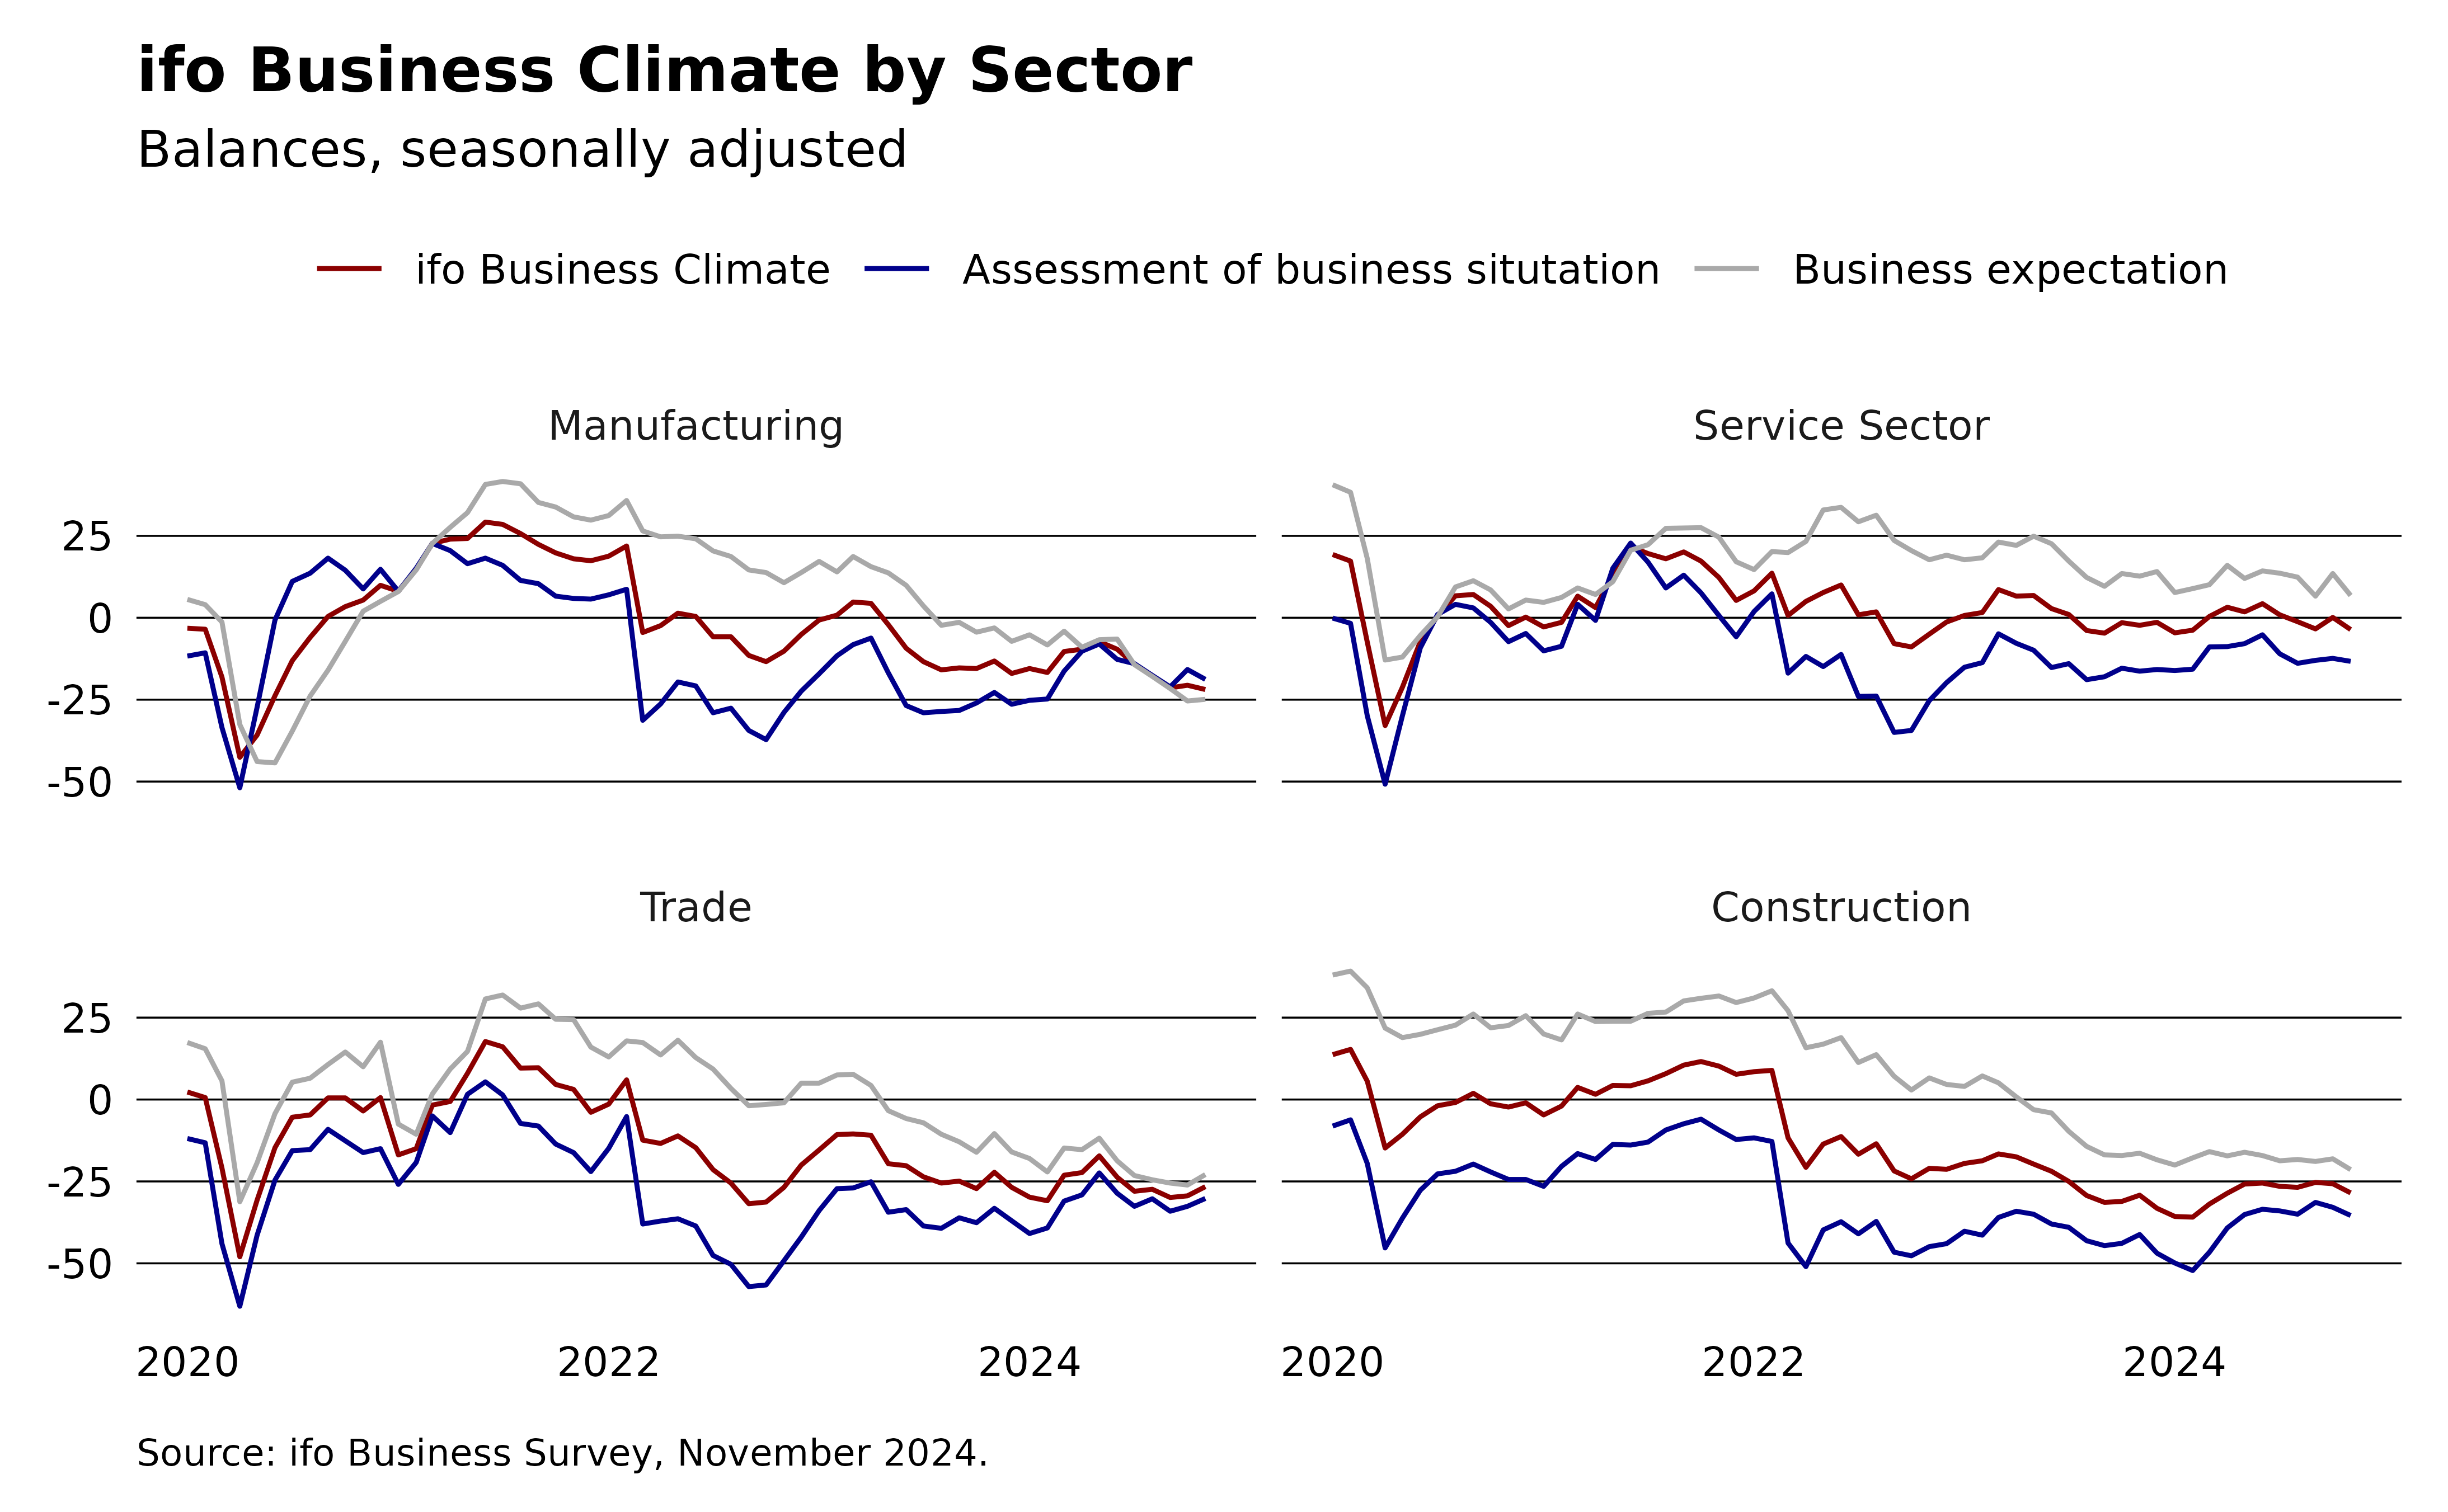 ifo Business Climate by Sector
Balances, seasonally adjusted
ifo Business Climate Assessment of business situtation Business expectation
Manufacturing Service Sector
25
0
-25
-50
Trade Construction
25
0
-25
-50
2020 2022 2024 2020 2022 2024
Source: ifo Business Survey, November 2024.